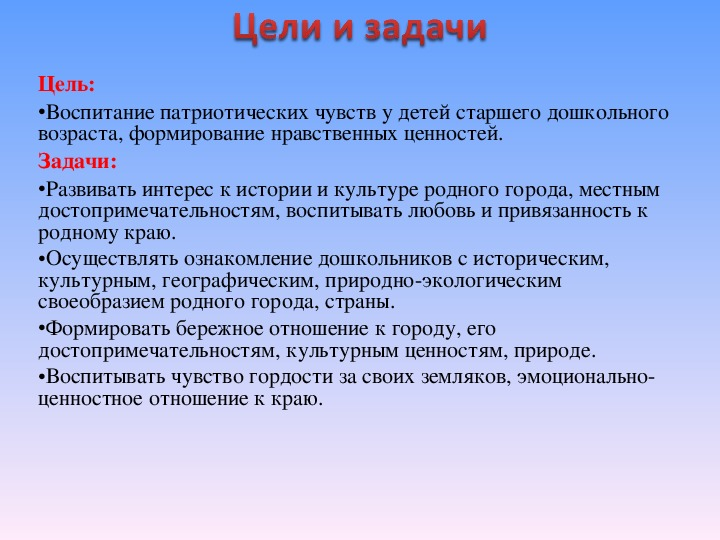 Цели и задачи
Цель:
•Воспитание патриотических чувств у детей старшего дошкольного
возраста, формирование нравственных ценностей.
Задачи:
•Развивать интерес к истории и культуре родного города, местным
достопримечательностям, воспитывать любовь и привязанность к
родному краю.
•Осуществлять ознакомление дошкольников с историческим,
культурным, географическим, природно-экологическим
своеобразием родного города, страны.
•Формировать бережное отношение к городу, его
достопримечательностям, культурным ценностям, природе.
•Воспитывать чувство гордости за своих земляков, эмоционально-
ценностное отношение к краю.